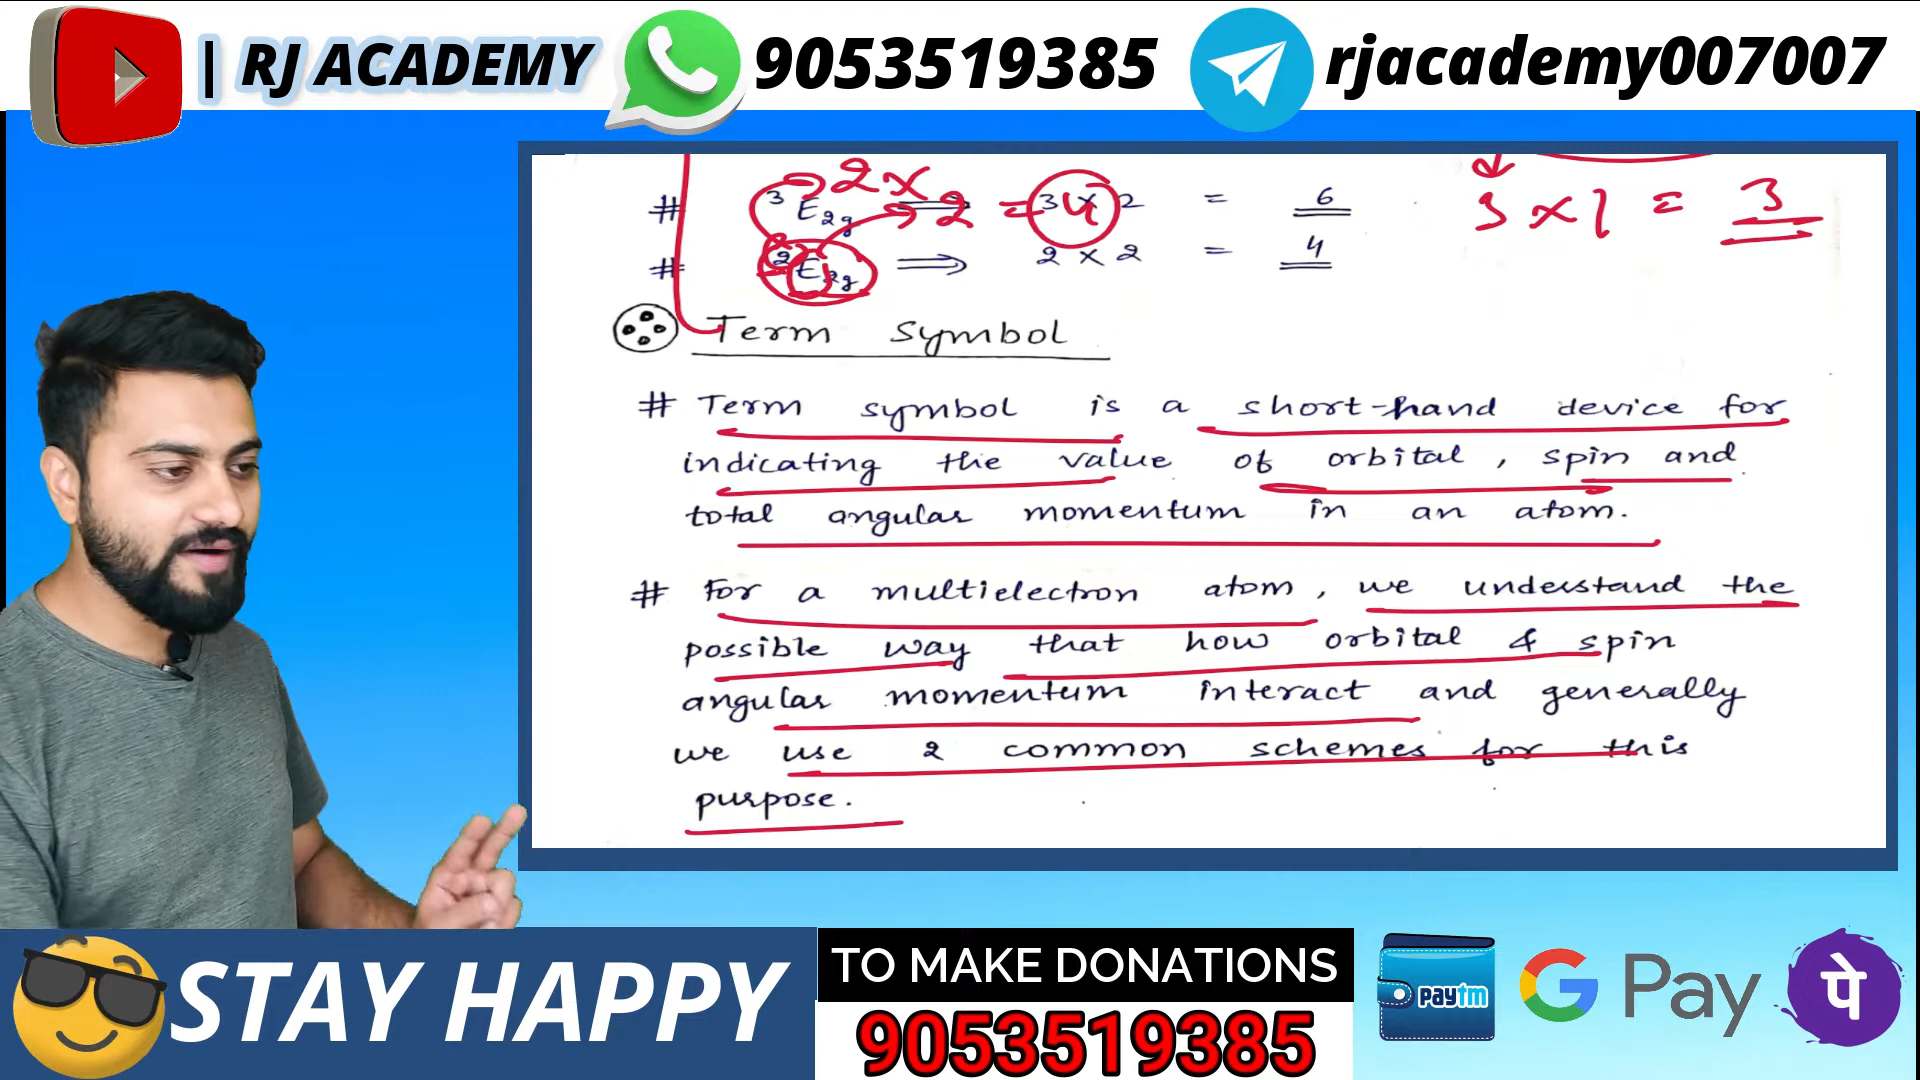 | RJ ACADEMY 9053519385 rjacademy007007
2 x 2 = 4
# ³E₂g ⟹ 3 x 2 = 6
3 x 1 = 3
# ²E₂g ⟹ 2 x 2 = 4
Term Symbol
# Term symbol is a short-hand device for
indicating the value of orbital, spin and
total angular momentum in an atom.
# For a multielectron atom, we understand the
possible way that how orbital & spin
angular momentum interact and generally
we use 2 common schemes for this
purpose.
STAY HAPPY
TO MAKE DONATIONS
9053519385
paytm
G Pay
पे